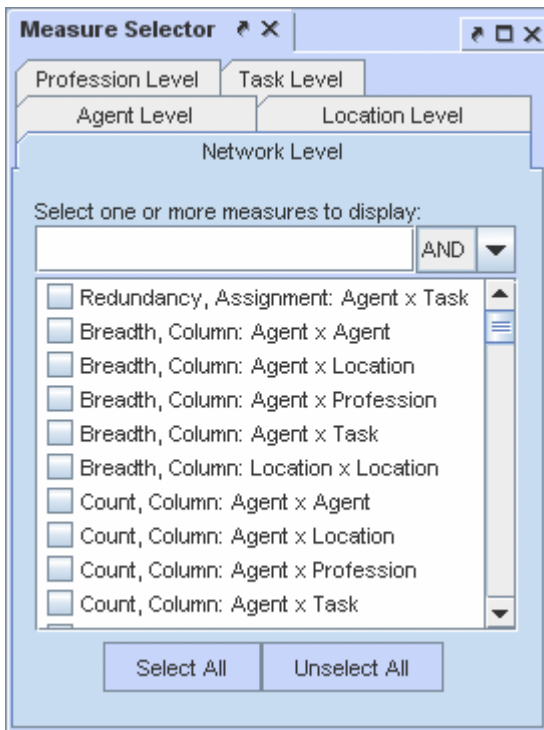 Measure Selector
Profession Level Task Level
Agent Level Location Level
Network Level
Select one or more measures to display:
AND
Redundancy, Assignment: Agent x Task
Breadth, Column: Agent x Agent
Breadth, Column: Agent x Location
Breadth, Column: Agent x Profession
Breadth, Column: Agent x Task
Breadth, Column: Location x Location
Count, Column: Agent x Agent
Count, Column: Agent x Location
Count, Column: Agent x Profession
Count, Column: Agent x Task
Select All Unselect All